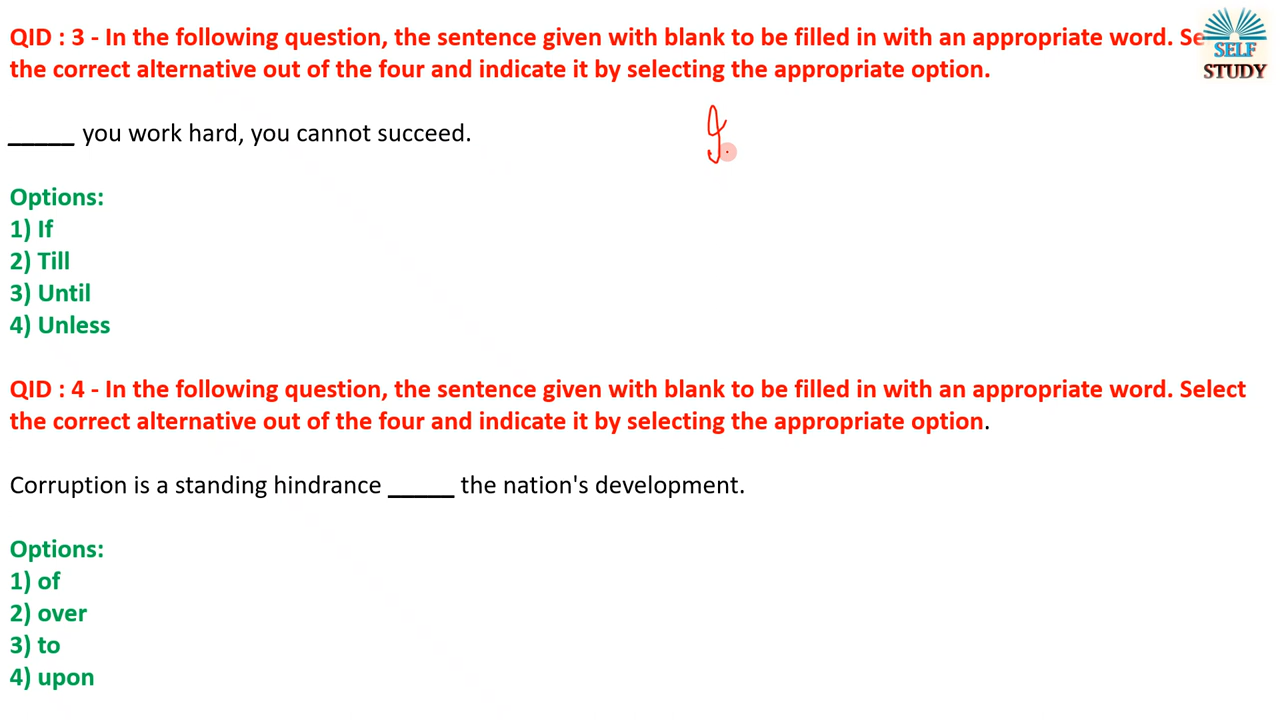 QID : 3 - In the following question, the sentence given with blank to be filled in with an appropriate word. Se
SELF
STUDY
the correct alternative out of the four and indicate it by selecting the appropriate option.
_____ you work hard, you cannot succeed.
Options:
1) If
2) Till
3) Until
4) Unless
QID : 4 - In the following question, the sentence given with blank to be filled in with an appropriate word. Select
the correct alternative out of the four and indicate it by selecting the appropriate option.
Corruption is a standing hindrance _____ the nation's development.
Options:
1) of
2) over
3) to
4) upon